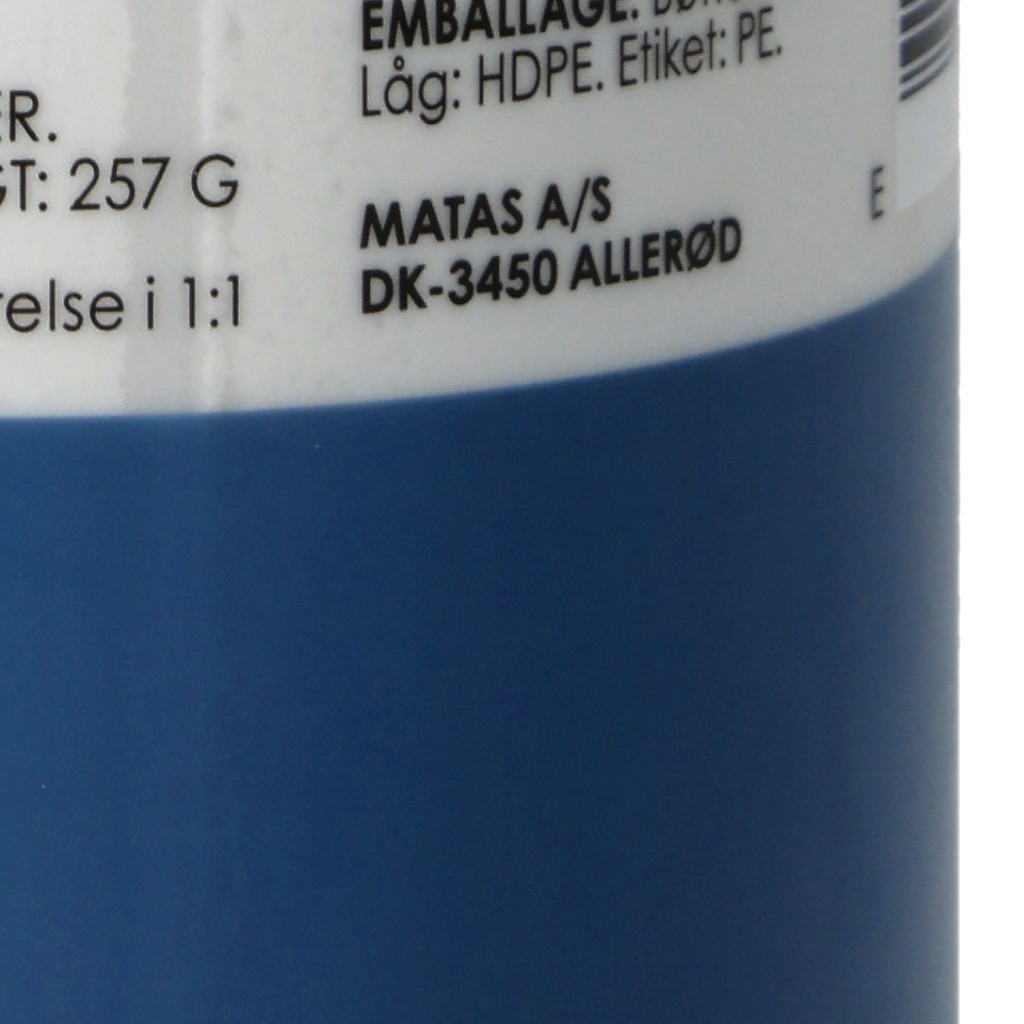 ER.
GT: 257 G
relse i 1:1
EMBALLAGE:
Låg: HDPE. Etiket: PE.
MATAS A/S
DK-3450 ALLERØD
E